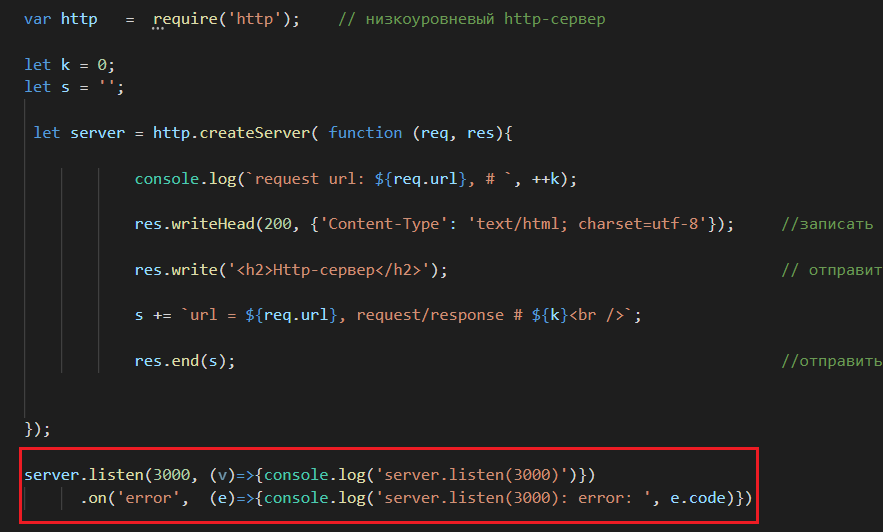 var http   =  require('http');    // низкоуровневый http-сервер
let k = 0;
let s = '';
let server = http.createServer( function (req, res){
console.log(`request url: ${req.url}, # `, ++k);
res.writeHead(200, {'Content-Type': 'text/html; charset=utf-8'});     //записать
res.write('<h2>Http-сервер</h2>');     // отправит
s += `url = ${req.url}, request/response # ${k}<br />`;
res.end(s);     //отправить
});
server.listen(3000, (v)=>{console.log('server.listen(3000)')})
.on('error',  (e)=>{console.log('server.listen(3000): error: ', e.code)})